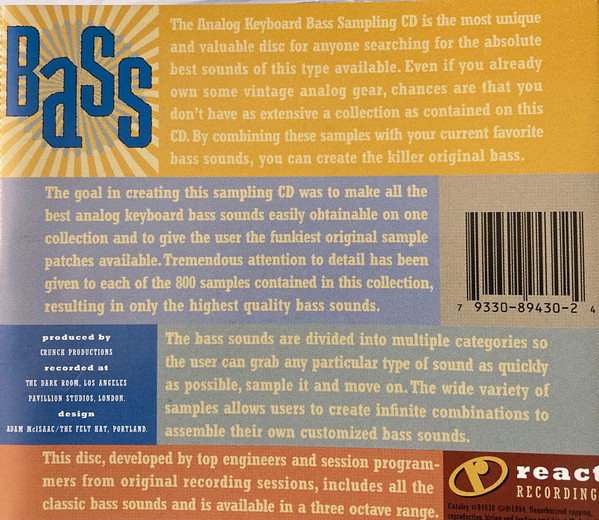 BaSS
The Analog Keyboard Bass Sampling CD is the most unique
and valuable disc for anyone searching for the absolute
best sounds of this type available. Even if you already
own some vintage analog gear, chances are that you
don't have as extensive a collection as contained on this
CD. By combining these samples with your current favorite
bass sounds, you can create the killer original bass.
The goal in creating this sampling CD was to make all the
best analog keyboard bass sounds easily obtainable on one
collection and to give the user the funkiest original sample
patches available. Tremendous attention to detail has been
given to each of the 800 samples contained in this collection,
resulting in only the highest quality bass sounds.
7 9330-89430-2 4
produced by
CRUNCH PRODUCTIONS
recorded at
THE DARK ROOM, LOS ANGELES
PAVILLION STUDIOS, LONDON.
design
ADAM McISAAC/THE FELT HAT, PORTLAND.
The bass sounds are divided into multiple categories so
the user can grab any particular type of sound as quickly
as possible, sample it and move on. The wide variety of
samples allows users to create infinite combinations to
assemble their own customized bass sounds.
This disc, developed by top engineers and session program-
mers from original recording sessions, includes all the
classic bass sounds and is available in a three octave range.
r
react
RECORDING
Unauthorized copying,